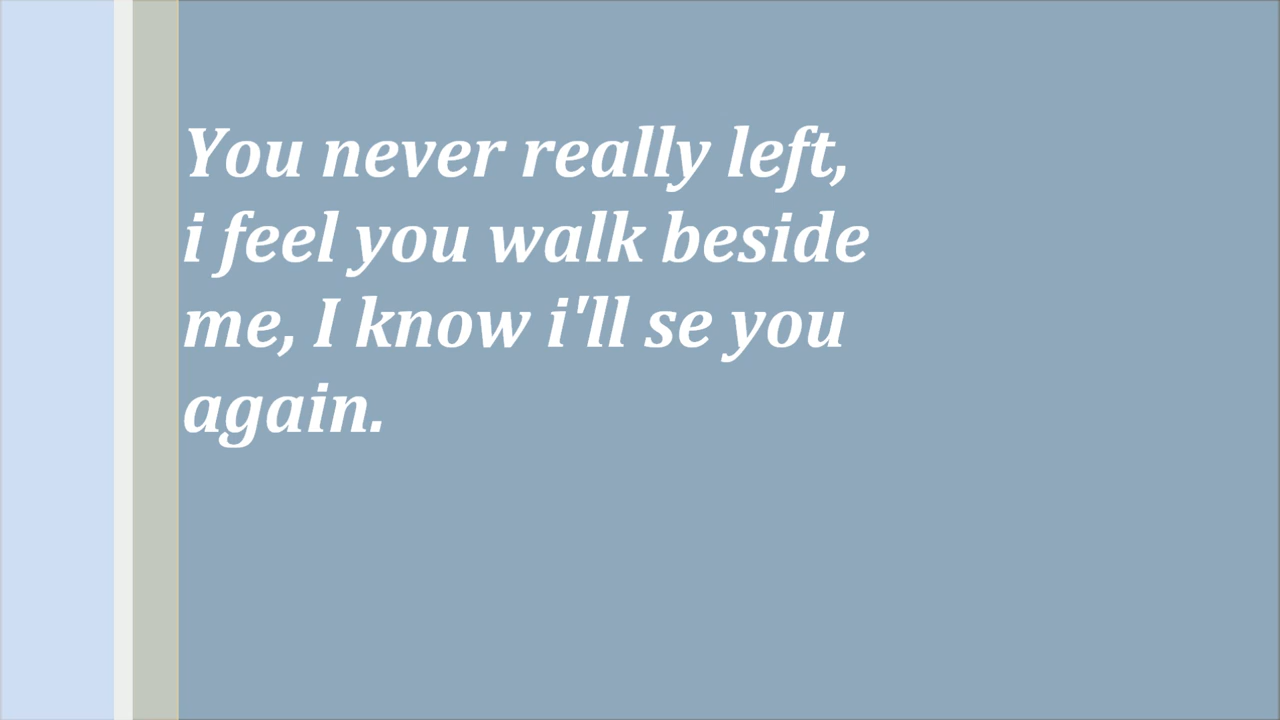 You never really left,
i feel you walk beside
me, I know i'll se you
again.